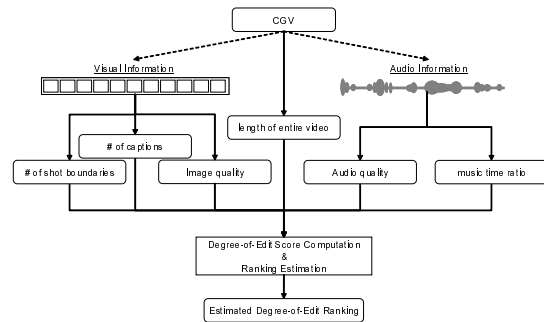 CGV
Visual Information
Audio Information
length of entire video
# of captions
# of shot boundaries
Image quality
Audio quality
music time ratio
Degree-of-Edit Score Computation
&
Ranking Estimation
Estimated Degree-of-Edit Ranking